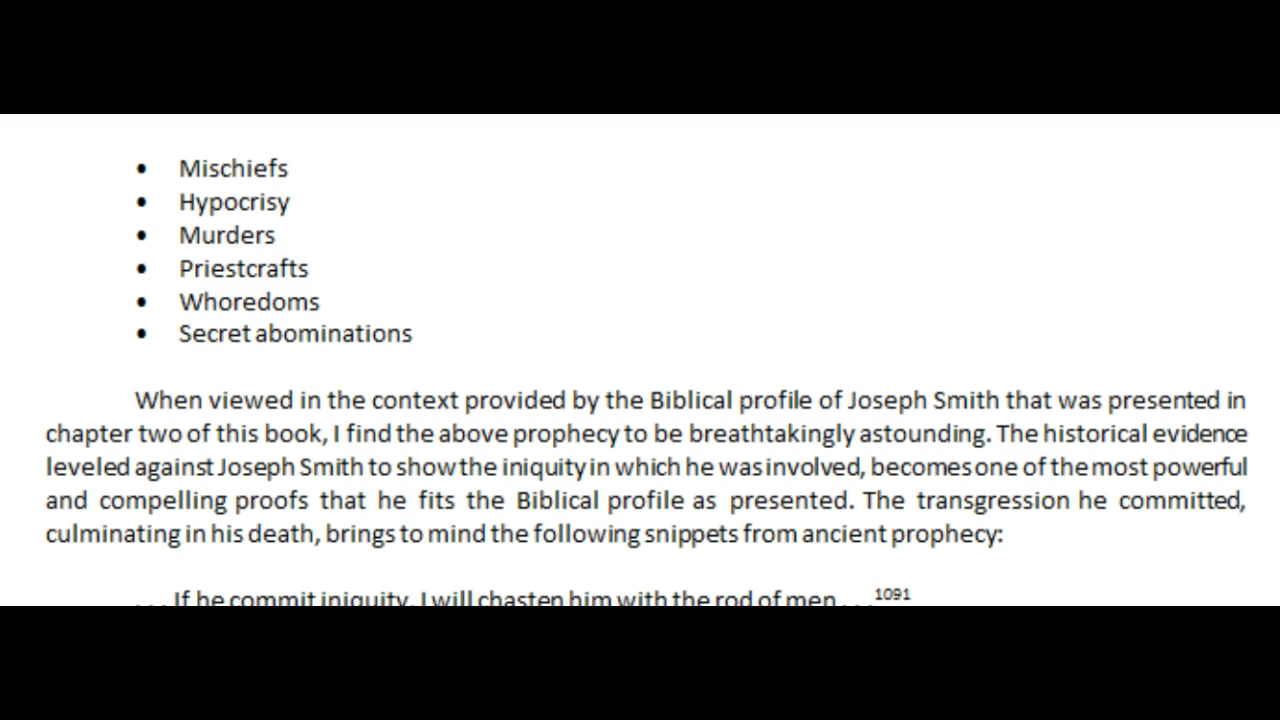 • Mischiefs
• Hypocrisy
• Murders
• Priestcrafts
• Whoredoms
• Secret abominations
When viewed in the context provided by the Biblical profile of Joseph Smith that was presented in
chapter two of this book, I find the above prophecy to be breathtakingly astounding. The historical evidence
leveled against Joseph Smith to show the iniquity in which he was involved, becomes one of the most powerful
and compelling proofs that he fits the Biblical profile as presented. The transgression he committed,
culminating in his death, brings to mind the following snippets from ancient prophecy:
. . . If he commit iniquity, I will chasten him with the rod of men . . .1091